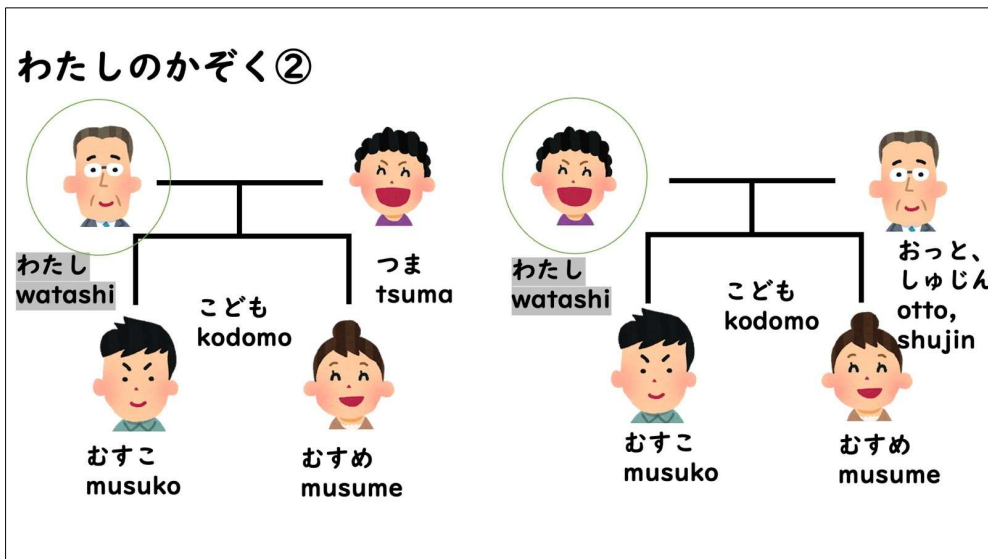 わたしのかぞく②
わたし
watashi
つま
tsuma
こども
kodomo
むすこ
musuko
むすめ
musume
わたし
watashi
おっと、
しゅじん
otto,
shujin
こども
kodomo
むすこ
musuko
むすめ
musume